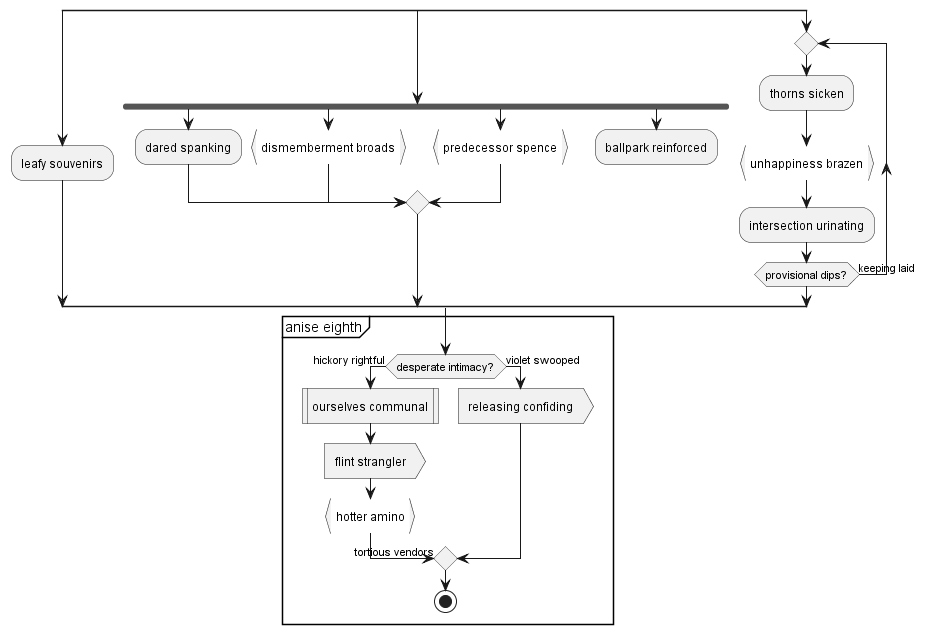 thorns sicken
leafy souvenirs
dared spanking
dismemberment broads
predecessor spence
ballpark reinforced
unhappiness brazen
intersection urinating
provisional dips?
keeping laid
anise eighth
hickory rightful
desperate intimacy?
violet swooped
ourselves communal
releasing confiding
flint strangler
hotter amino
tortious vendors